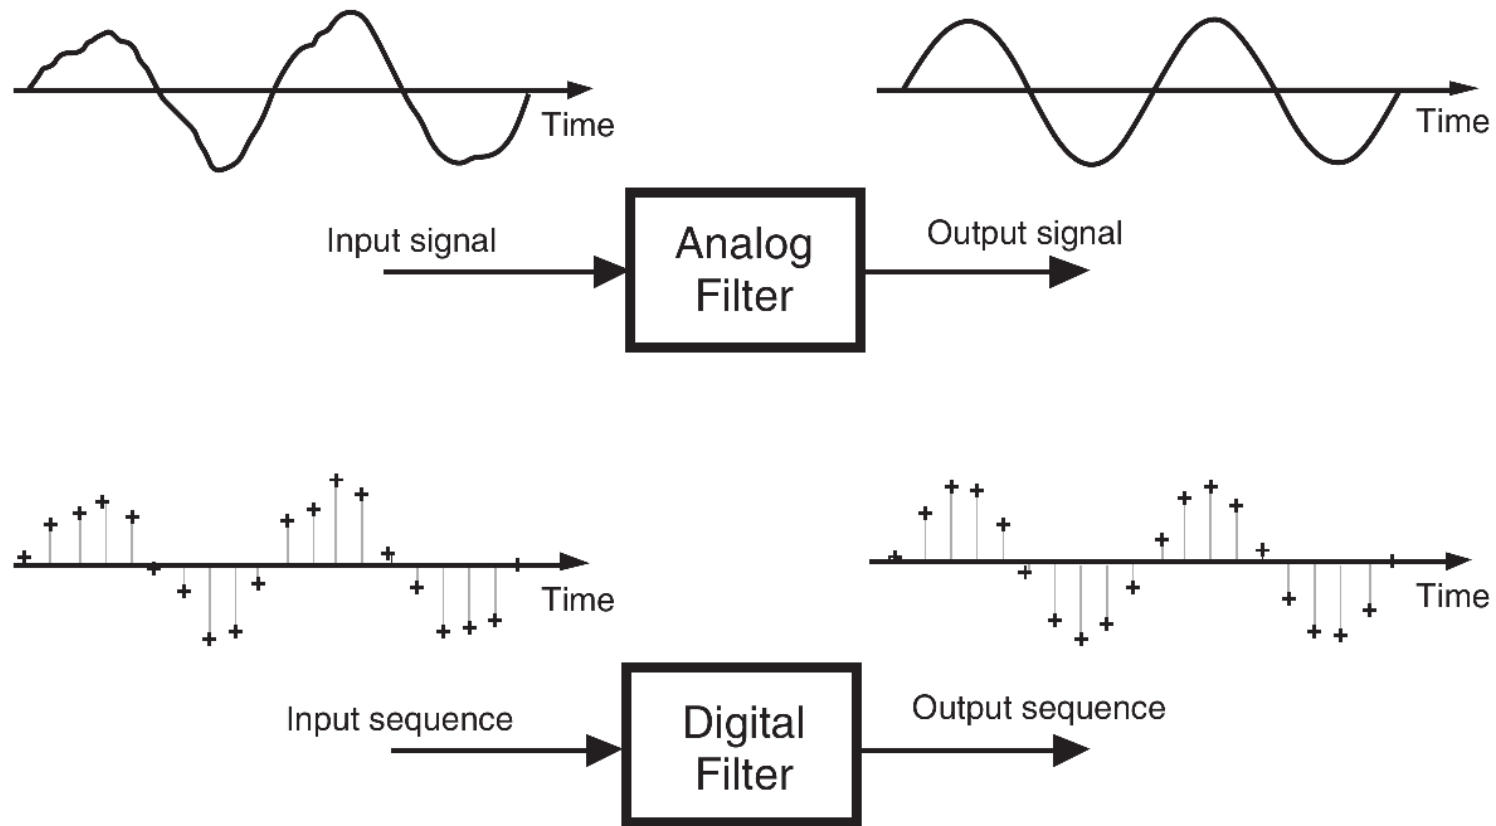 Time
Time
Input signal
Analog
Filter
Output signal
Time
Time
Input sequence
Digital
Filter
Output sequence